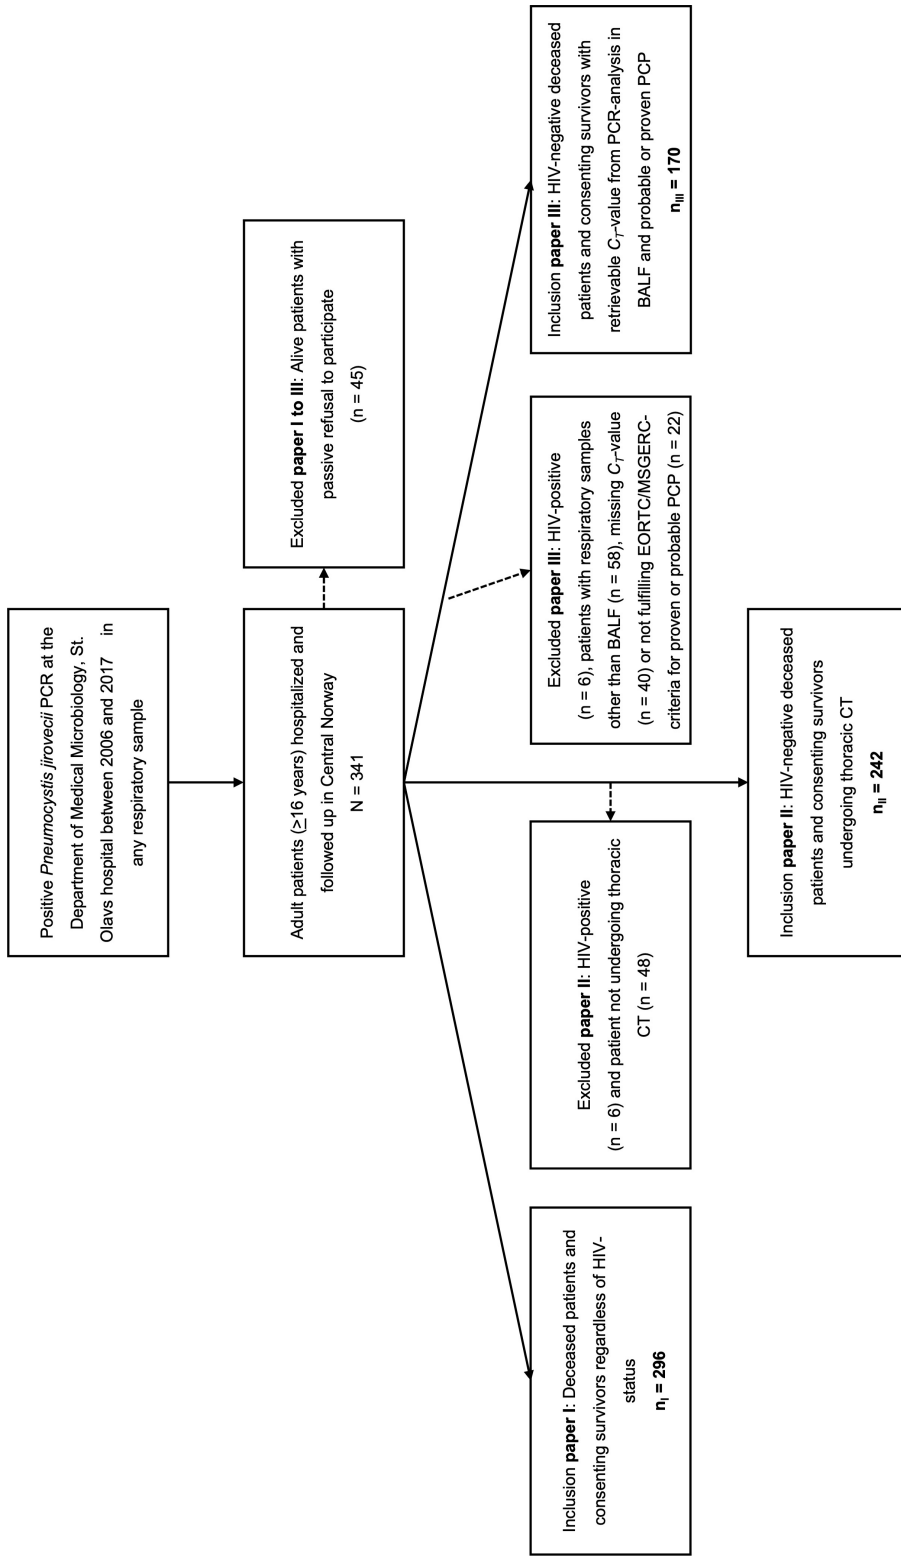 Positive Pneumocystis jirovecii PCR at the
Department of Medical Microbiology, St.
Olavs hospital between 2006 and 2017 in
any respiratory sample
Adult patients (≥16 years) hospitalized and
followed up in Central Norway
N = 341
Excluded paper I to III: Alive patients with
passive refusal to participate
(n = 45)
Inclusion paper I: Deceased patients and
consenting survivors regardless of HIV-
status
nI = 296
Excluded paper II: HIV-positive
(n = 6) and patient not undergoing thoracic
CT (n = 48)
Excluded paper III: HIV-positive
(n = 6), patients with respiratory samples
other than BALF (n = 58), missing CT-value
(n = 40) or not fulfilling EORTC/MSGERC-
criteria for proven or probable PCP (n = 22)
Inclusion paper III: HIV-negative deceased
patients and consenting survivors with
retrievable CT-value from PCR-analysis in
BALF and probable or proven PCP
nIII = 170
Inclusion paper II: HIV-negative deceased
patients and consenting survivors
undergoing thoracic CT
nII = 242